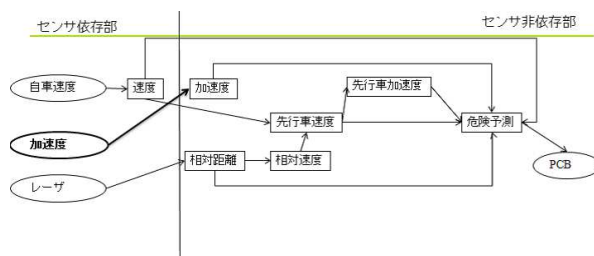 センサ依存部
センサ非依存部
自車速度
速度
加速度
先行車加速度
先行車速度
危険予測
加速度
相対距離
相対速度
PCB
レーザ